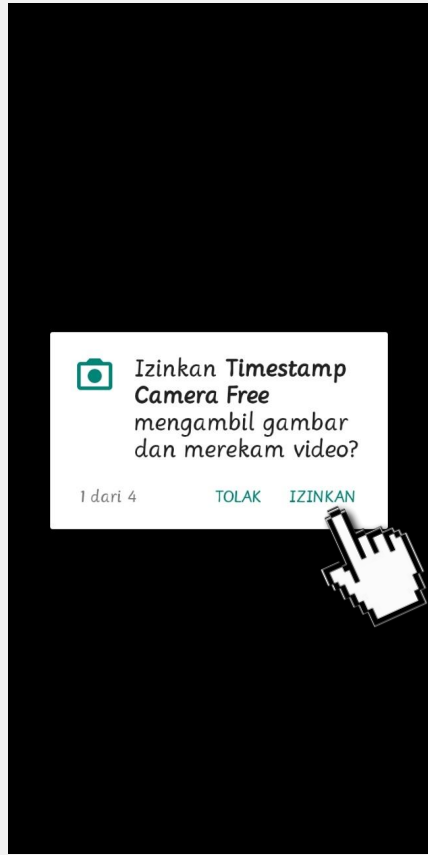 Izinkan Timestamp
Camera Free
mengambil gambar
dan merekam video?
1 dari 4 TOLAK IZINKAN